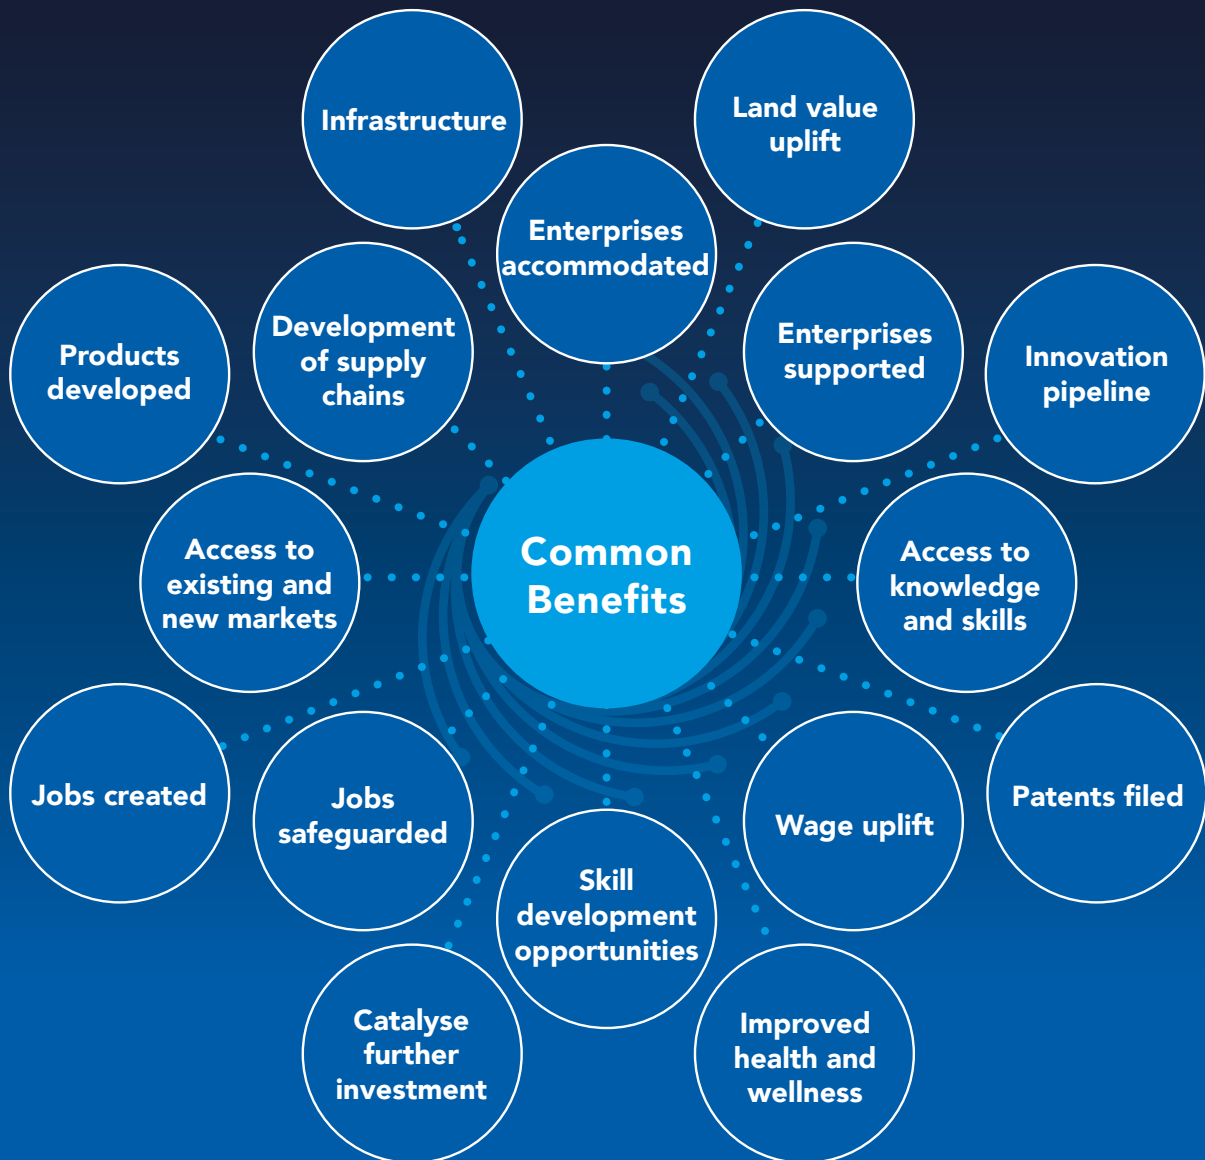 Infrastructure
Land value
uplift
Enterprises
accommodated
Development
of supply
chains
Enterprises
supported
Products
developed
Innovation
pipeline
Access to
existing and
new markets
Common
Benefits
Access to
knowledge
and skills
Jobs created
Jobs
safeguarded
Wage uplift
Patents filed
Skill
development
opportunities
Catalyse
further
investment
Improved
health and
wellness